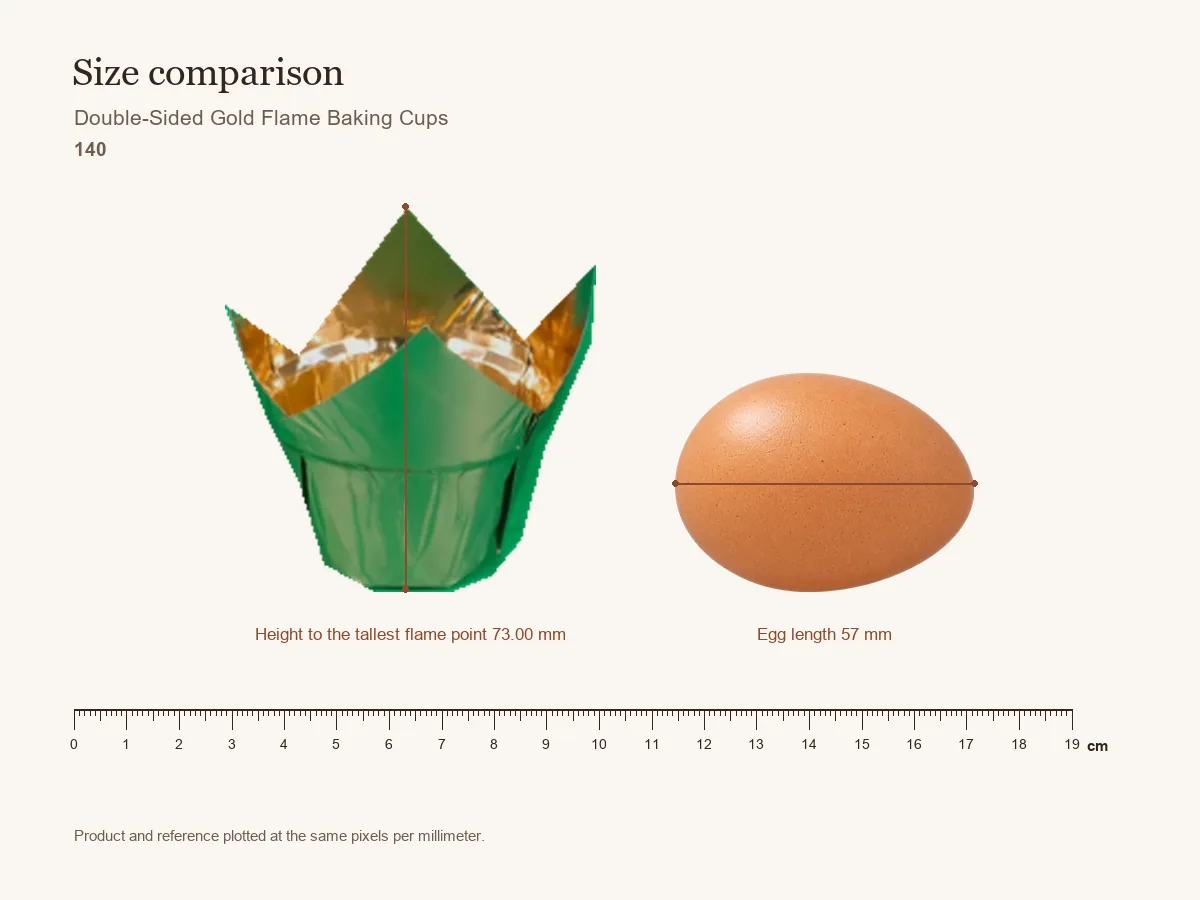 Size comparison
Double-Sided Gold Flame Baking Cups
140
Height to the tallest flame point 73.00 mm
Egg length 57 mm
0 1 2 3 4 5 6 7 8 9 10 11 12 13 14 15 16 17 18 19 cm
Product and reference plotted at the same pixels per millimeter.